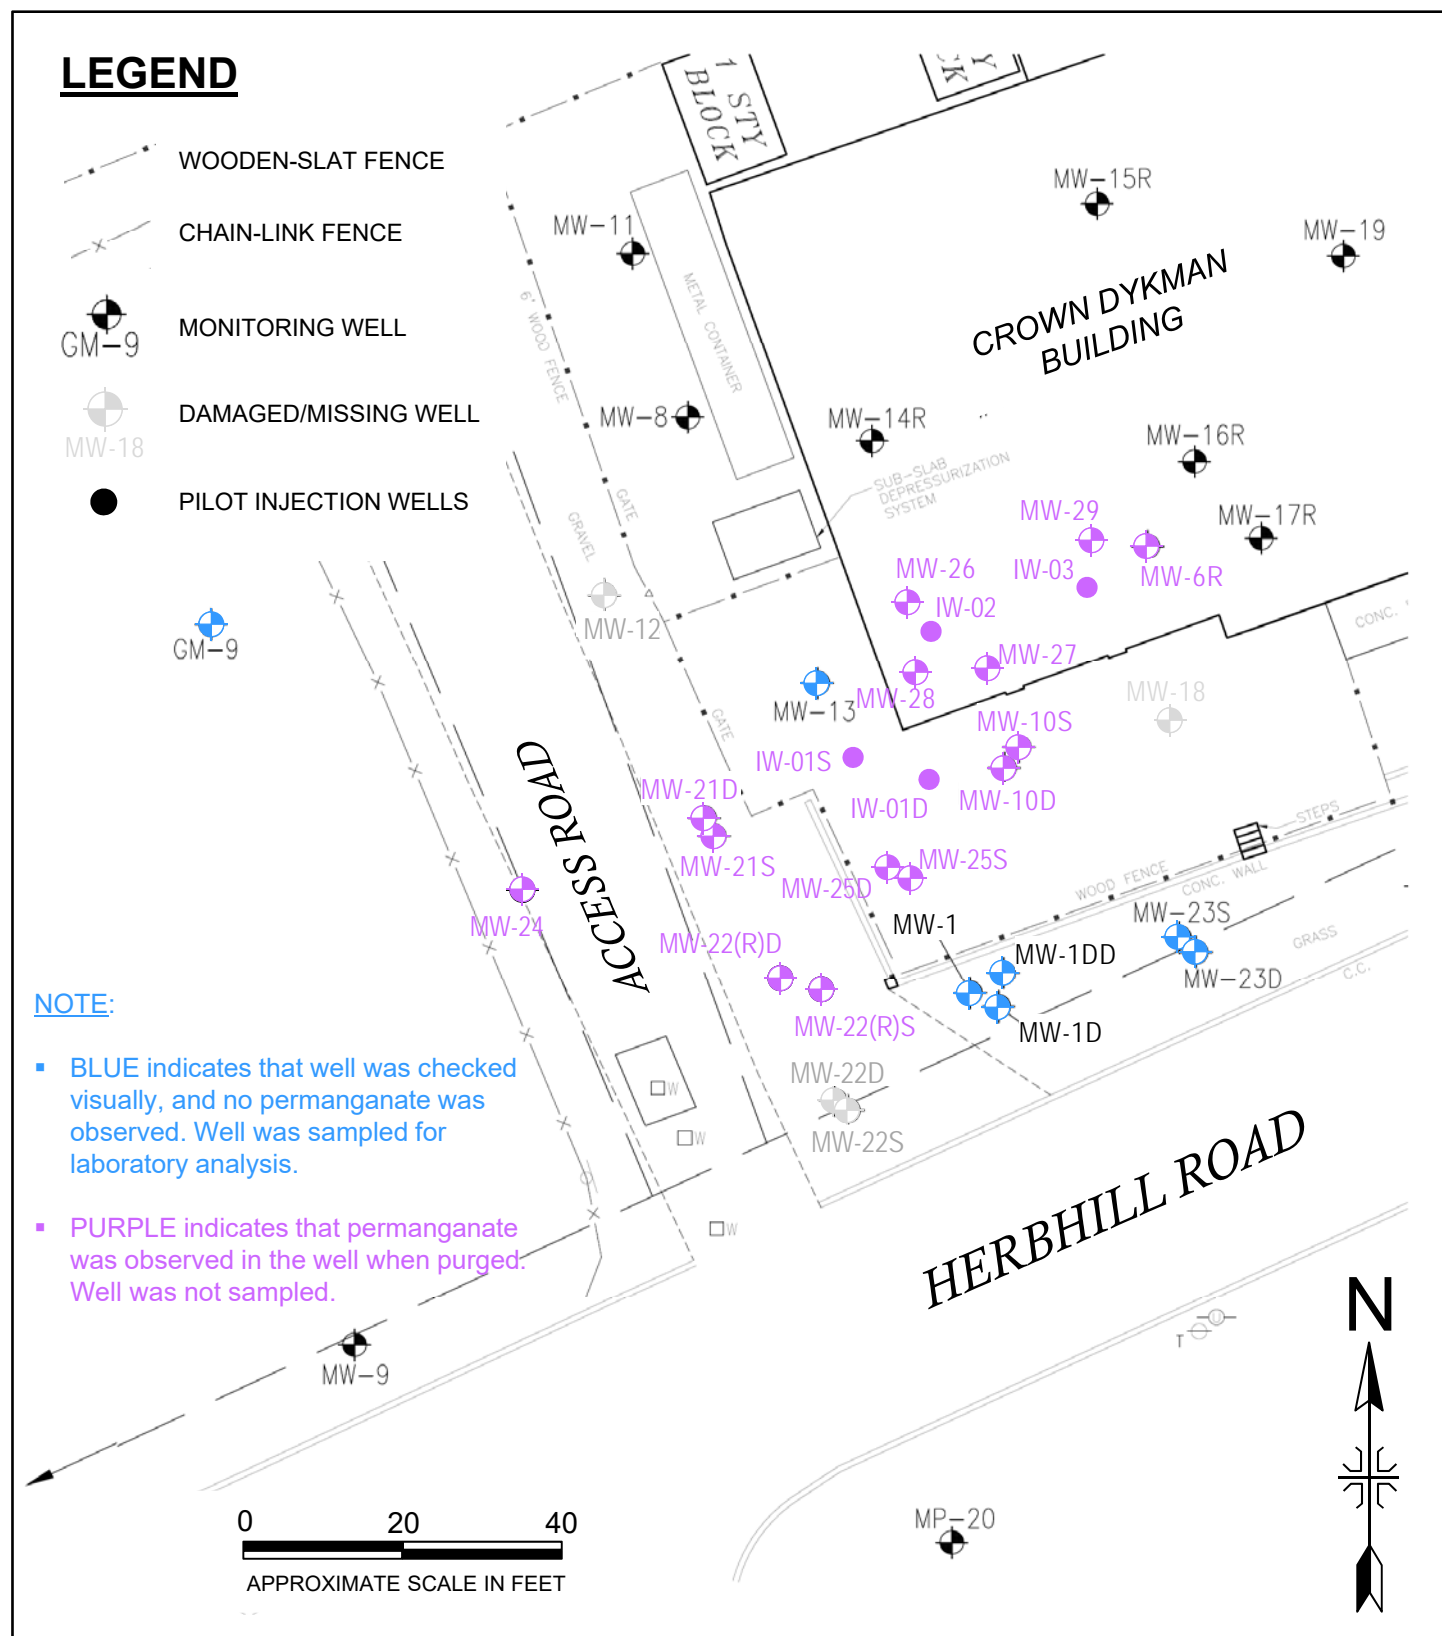 LEGEND
WOODEN-SLAT FENCE
CHAIN-LINK FENCE
GM-9
MONITORING WELL
MW-18
DAMAGED/MISSING WELL
PILOT INJECTION WELLS
1 STY
BLOCK
Y
CK
MW-15R
MW-11
MW-19
6' WOOD FENCE
METAL CONTAINER
CROWN DYKMAN
BUILDING
MW-8
MW-14R
MW-16R
SUB-SLAB
DEPRESSURIZATION
SYSTEM
GATE
GRAVEL
MW-29
MW-17R
MW-26
IW-03
MW-6R
IW-02
MW-12
CONC.
GM-9
MW-27
MW-28
MW-18
MW-13
GATE
MW-10S
IW-01S
MW-21D
IW-01D
MW-10D
ACCESS ROAD
STEPS
MW-21S
MW-25S
MW-25D
WOOD FENCE
CONC. WALL
MW-24
MW-1
MW-23S
MW-22(R)D
MW-1DD
GRASS
MW-23D
C.C.
MW-22(R)S
MW-1D
NOTE:
▪ BLUE indicates that well was checked
visually, and no permanganate was
observed. Well was sampled for
laboratory analysis.
MW-22D
W
MW-22S
W
▪ PURPLE indicates that permanganate
was observed in the well when purged.
Well was not sampled.
W
HERBHILL ROAD
N
U
T
MW-9
MP-20
0 20 40
APPROXIMATE SCALE IN FEET